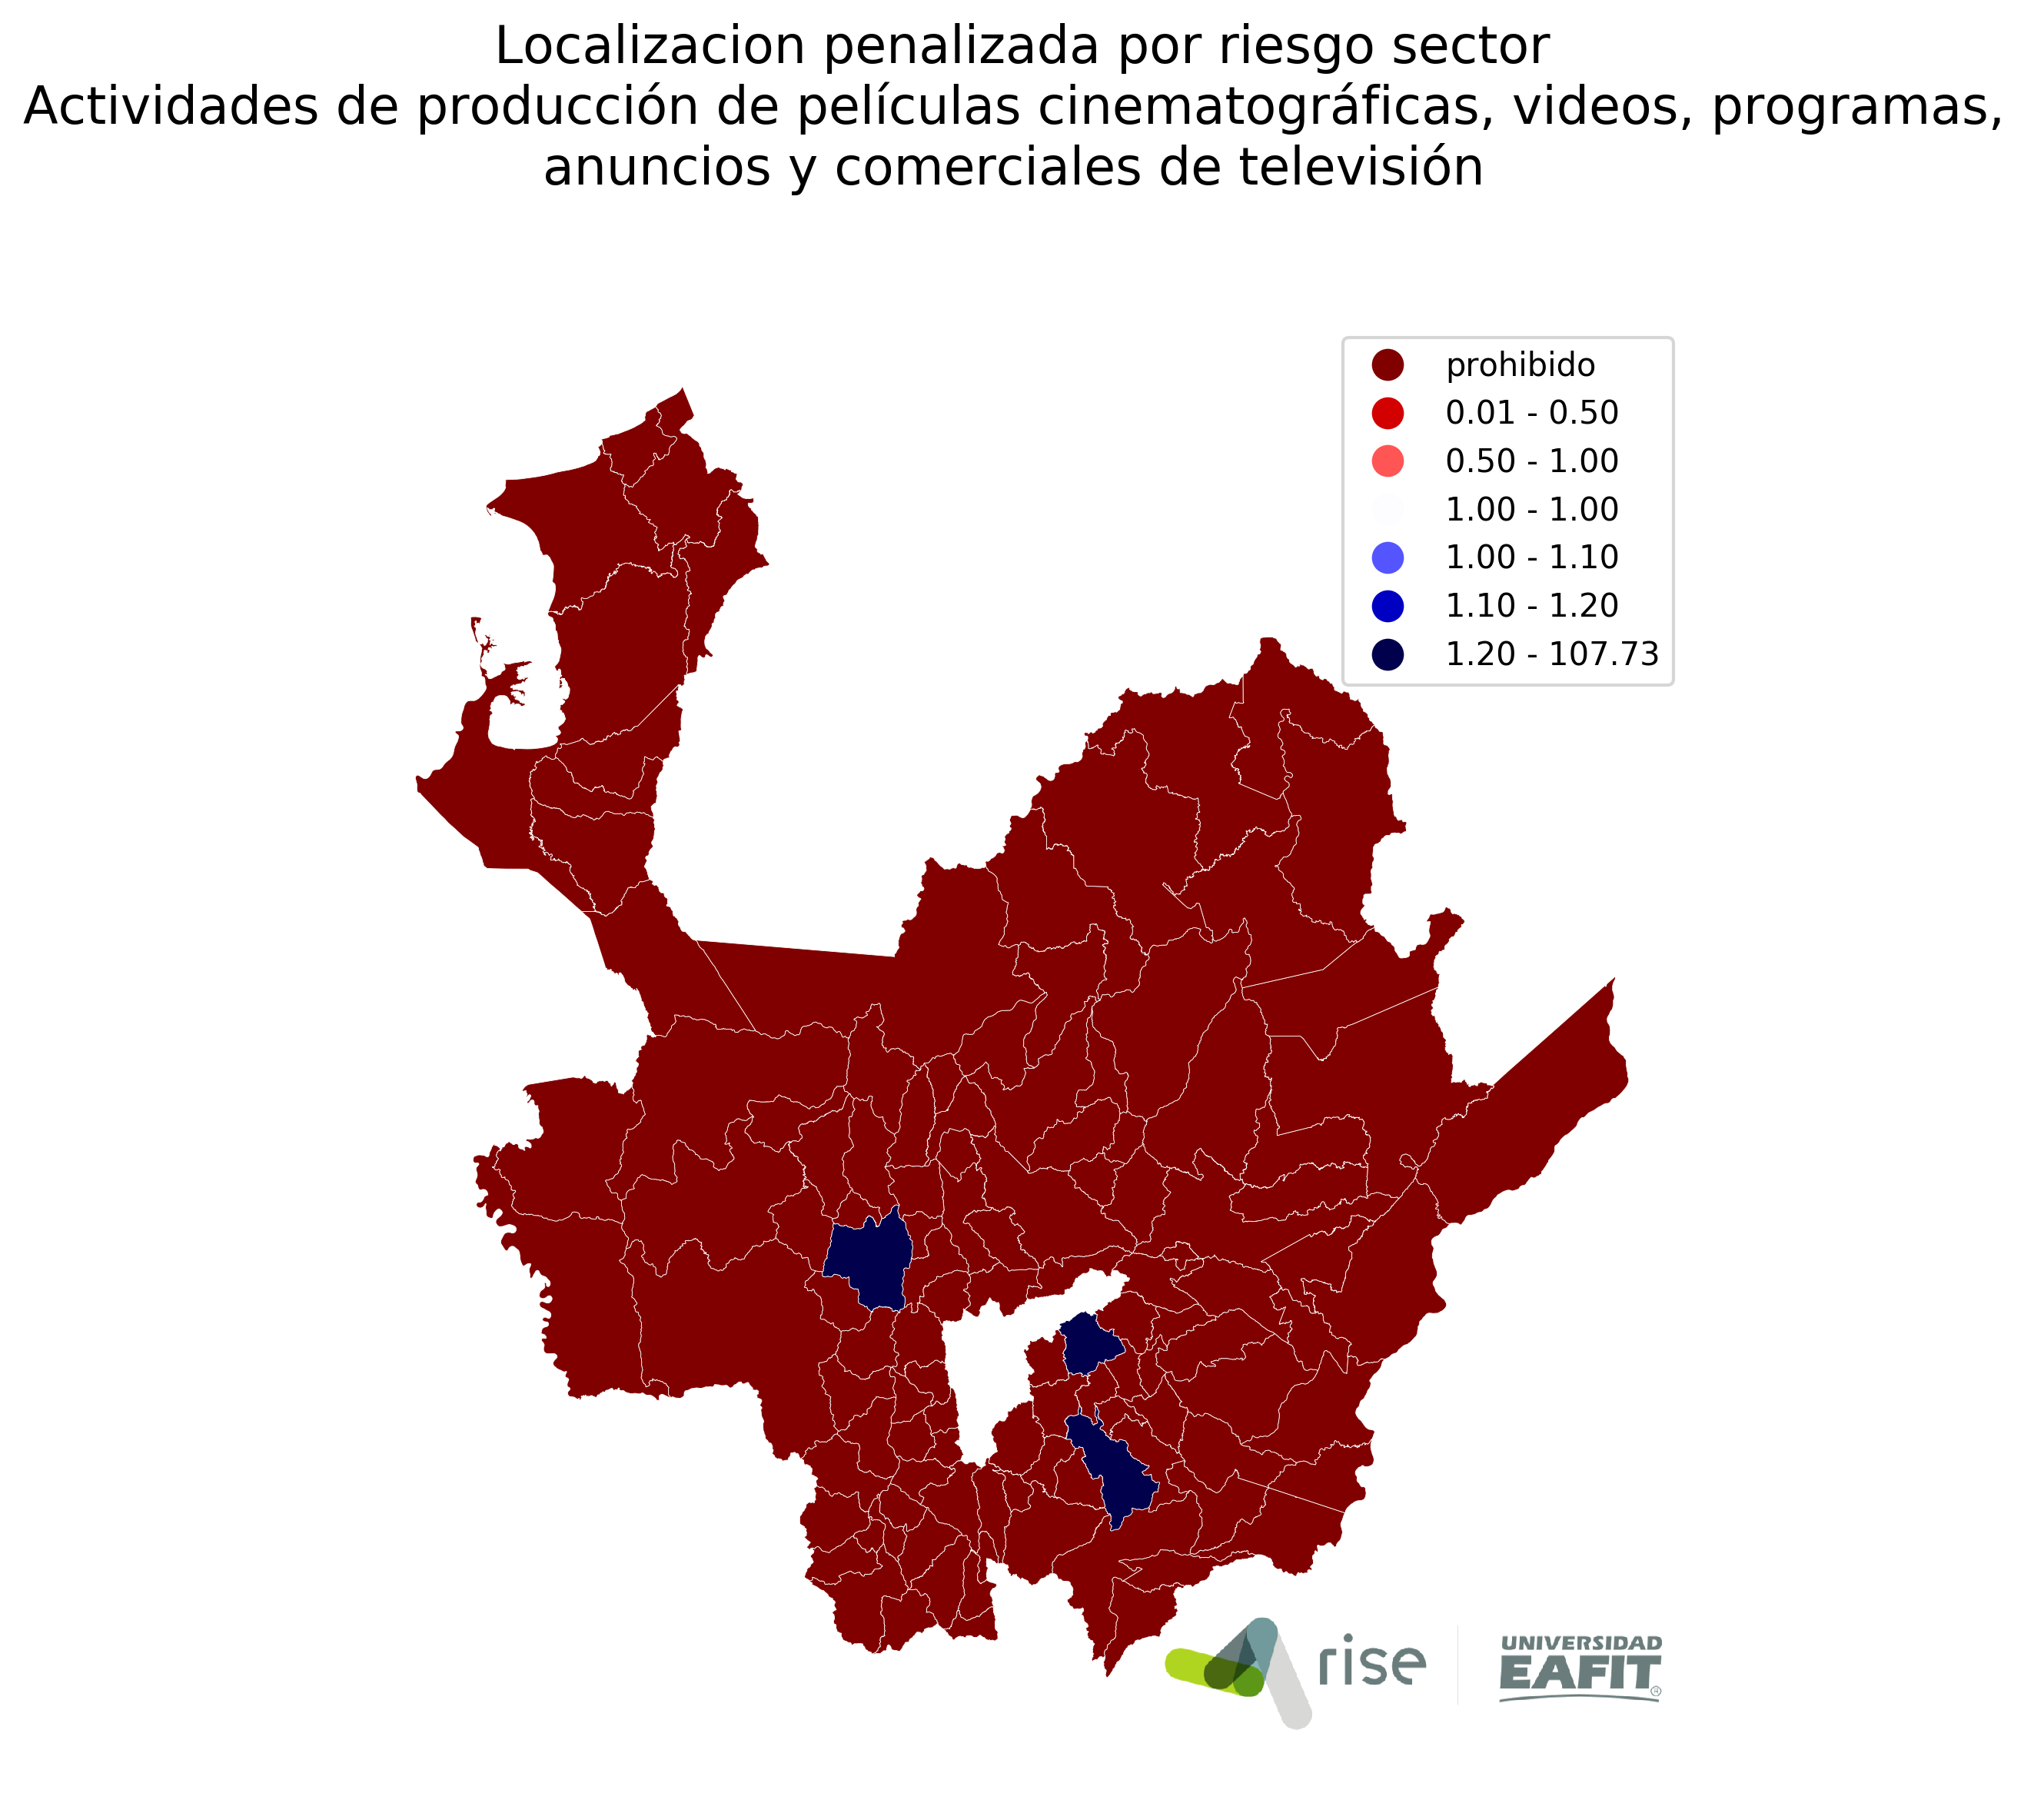 Localizacion penalizada por riesgo sector
Actividades de producción de películas cinematográficas, videos, programas,
anuncios y comerciales de televisión
prohibido
0.01 - 0.50
0.50 - 1.00
1.00 - 1.00
1.00 - 1.10
1.10 - 1.20
1.20 - 107.73
rise
UNIVERSIDAD
EAFIT